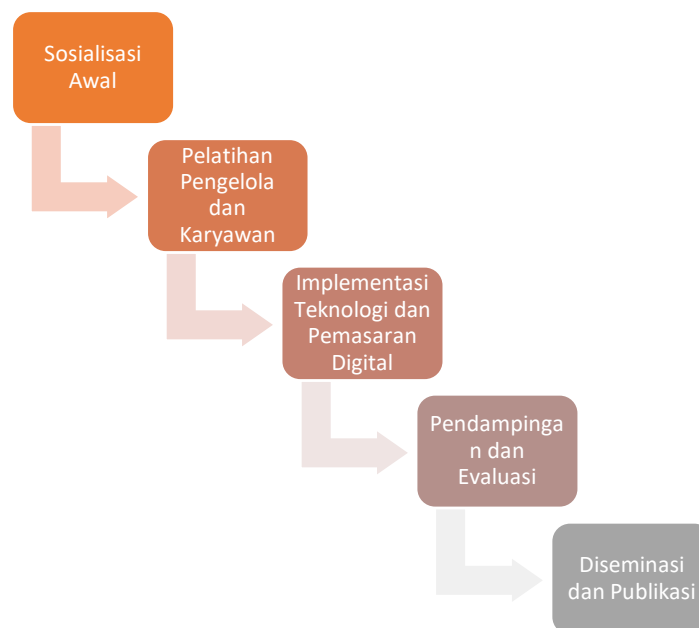 Sosialisasi
Awal
Pelatihan
Pengelola
dan
Karyawan
Implementasi
Teknologi dan
Pemasaran
Digital
Pendampinga
n dan
Evaluasi
Diseminasi
dan Publikasi